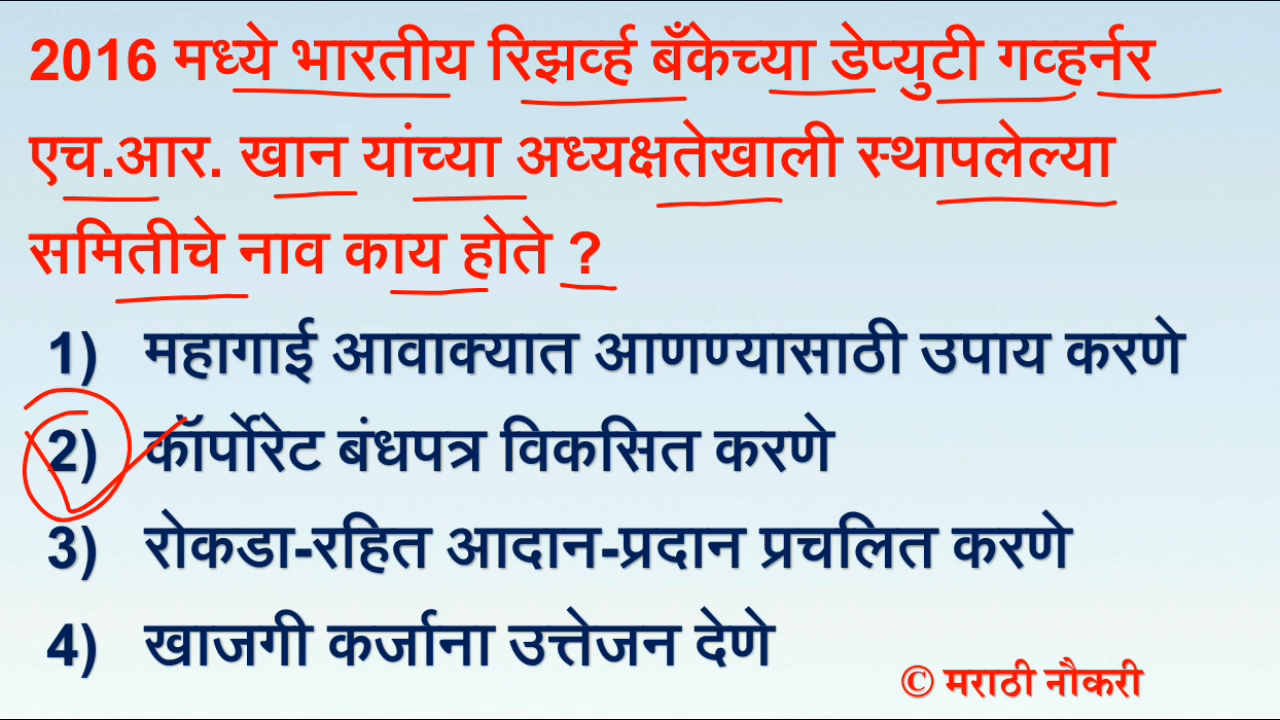 2016 मध्ये भारतीय रिझर्व्ह बँकेच्या डेप्युटी गव्हर्नर
एच.आर. खान यांच्या अध्यक्षतेखाली स्थापलेल्या
समितीचे नाव काय होते ?
1) महागाई आवाक्यात आणण्यासाठी उपाय करणे
2) कॉर्पोरेट बंधपत्र विकसित करणे
3) रोकडा-रहित आदान-प्रदान प्रचलित करणे
4) खाजगी कर्जाना उत्तेजन देणे
© मराठी नौकरी